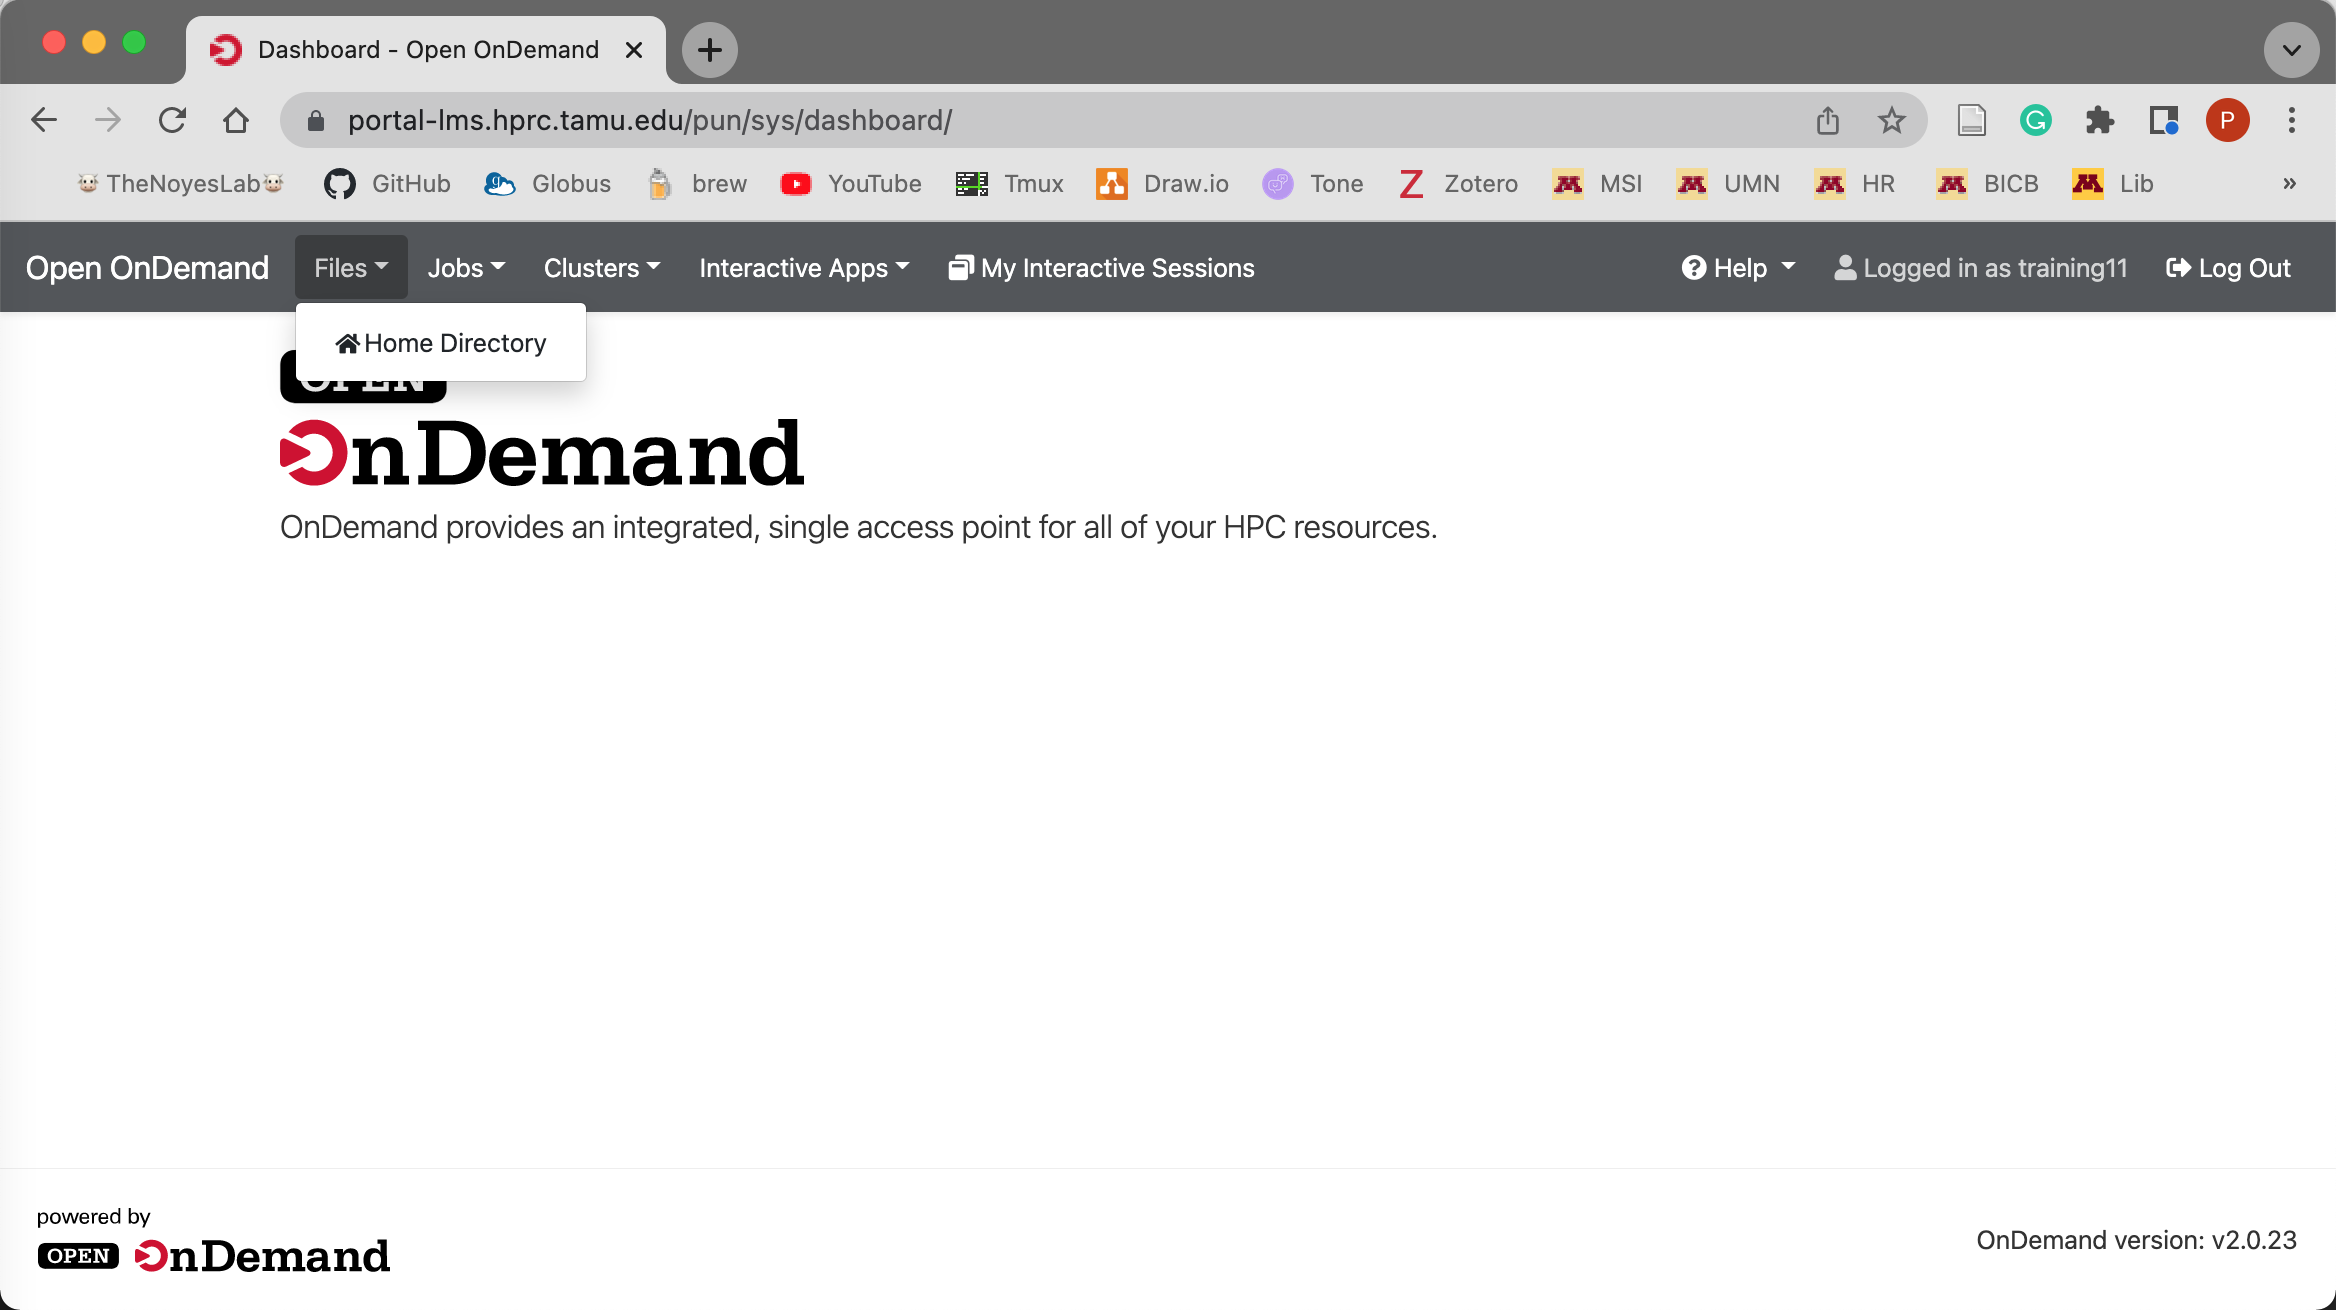 Dashboard - Open OnDemand
portal-lms.hprc.tamu.edu/pun/sys/dashboard/
P
TheNoyesLab GitHub Globus brew YouTube Tmux Draw.io Tone Zotero MSI UMN HR BICB Lib »
Open OnDemand Files Jobs Clusters Interactive Apps My Interactive Sessions Help Logged in as training11 Log Out
Home Directory
OPEN
OnDemand
OnDemand provides an integrated, single access point for all of your HPC resources.
powered by
OPEN OnDemand
OnDemand version: v2.0.23